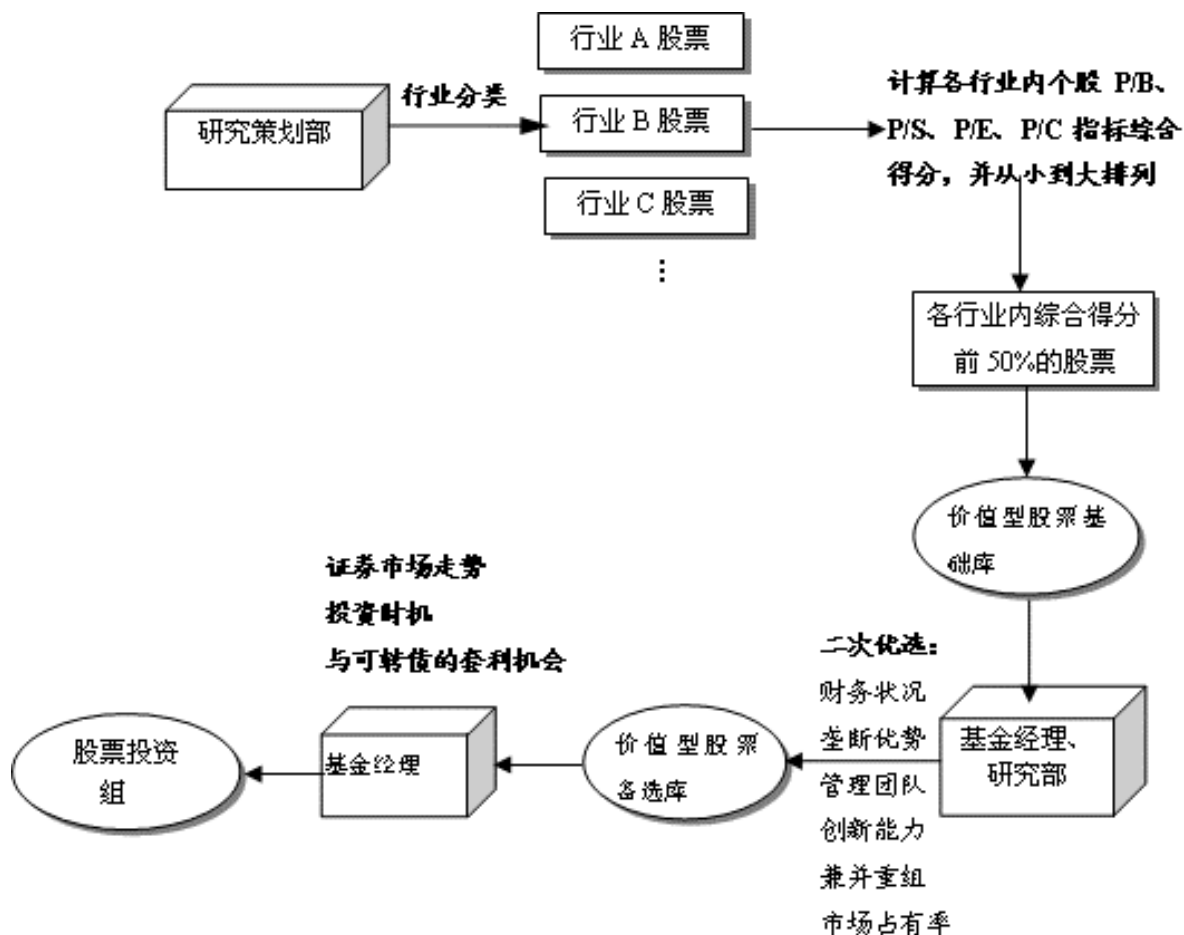 行业 A 股票
研究策划部
行业分类
行业 B 股票
行业 C 股票
⋮
计算各行业内个股 P/B、
P/S、P/E、P/C 指标综合
得分，并从小到大排列
各行业内综合得分
前 50%的股票
价值型股票基
础库
基金经理、
研究部
二次优选：
财务状况
垄断优势
管理团队
创新能力
兼并重组
市场占有率
价值型股票
备选库
证券市场走势
投资时机
与可转债的套利机会
基金经理
股票投资
组